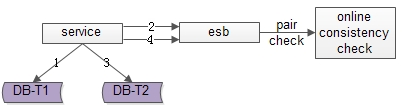 service
2
4
esb
pair
check
online
consistency
check
1
3
DB-T1
DB-T2